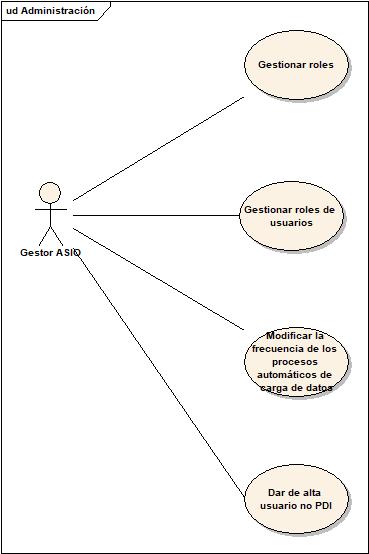 ud Administración
Gestionar roles
Gestor ASIO
Gestionar roles de
usuarios
Modificar la
frecuencia de los
procesos
automáticos de
carga de datos
Dar de alta
usuario no PDI